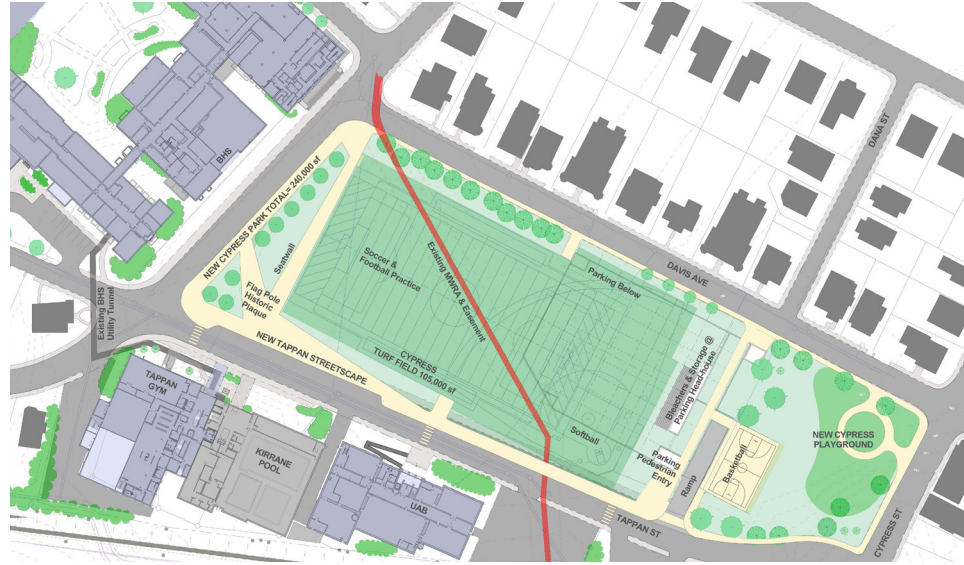 BHS
DANA ST
NEW CYPRESS PARK TOTAL= 240,000 sf
Seatwall
Soccer &
Football Practice
Existing MWRA & Easement
DAVIS AVE
Parking Below
Flag Pole
Historic
Plaque
Existing BHS
Utility Tunnel
NEW TAPPAN STREETSCAPE
CYPRESS
TURF FIELD 105,000 sf
Bleachers & Storage @
Parking Head-house
TAPPAN
GYM
KIRRANE
POOL
UAB
Softball
Parking
Pedestrian
Entry
Ramp
Basketball
NEW CYPRESS
PLAYGROUND
TAPPAN ST
CYPRESS ST